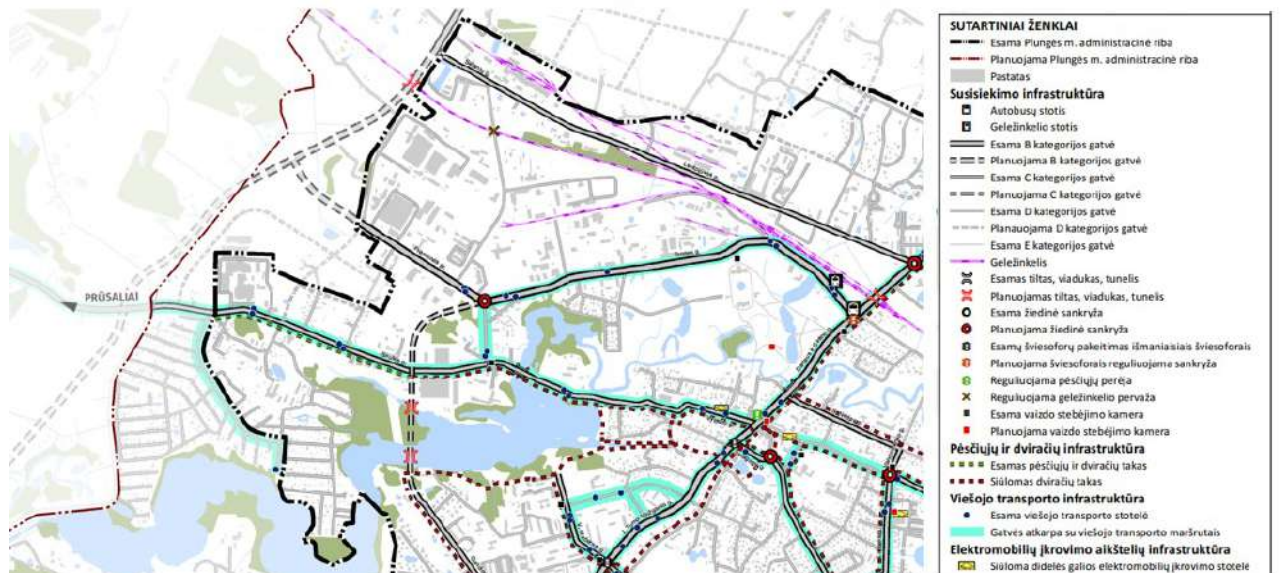 PRŪSALIAI
SUTARTINIAI ŽENKLAI
Esama Plungės m. administracinė riba
Planuojama Plungės m. administracinė riba
Pastatas
Susisiekimo infrastruktūra
Autobusų stotis
Geležinkelio stotis
Esama B kategorijos gatvė
Planuojama B kategorijos gatvė
Esama C kategorijos gatvė
Planuojama C kategorijos gatvė
Esama D kategorijos gatvė
Planauojama D kategorijos gatvė
Esama E kategorijos gatvė
Geležinkelis
Esamas tiltas, viadukas, tunelis
Planuojamas tiltas, viadukas, tunelis
Esama žiedinė sankryža
Planuojama žiedinė sankryža
Esamų šviesoforų pakeitimas išmaniaisiais šviesoforais
Planuojama šviesoforais reguliuojama sankryža
Reguliuojama pėsčiųjų perėja
Reguliuojama geležinkelio pervaža
Esama vaizdo stebėjimo kamera
Planuojama vaizdo stebėjimo kamera
Pėsčiųjų ir dviračių infrastruktūra
Esamas pėsčiųjų ir dviračių takas
Siūlomas dviračių takas
Viešojo transporto infrastruktūra
Esama viešojo transporto stotelė
Gatvės atkarpa su viešojo transporto maršrutais
Elektromobilių įkrovimo aikštelių infrastruktūra
Siūloma didelės galios elektromobilių įkrovimo stotelė